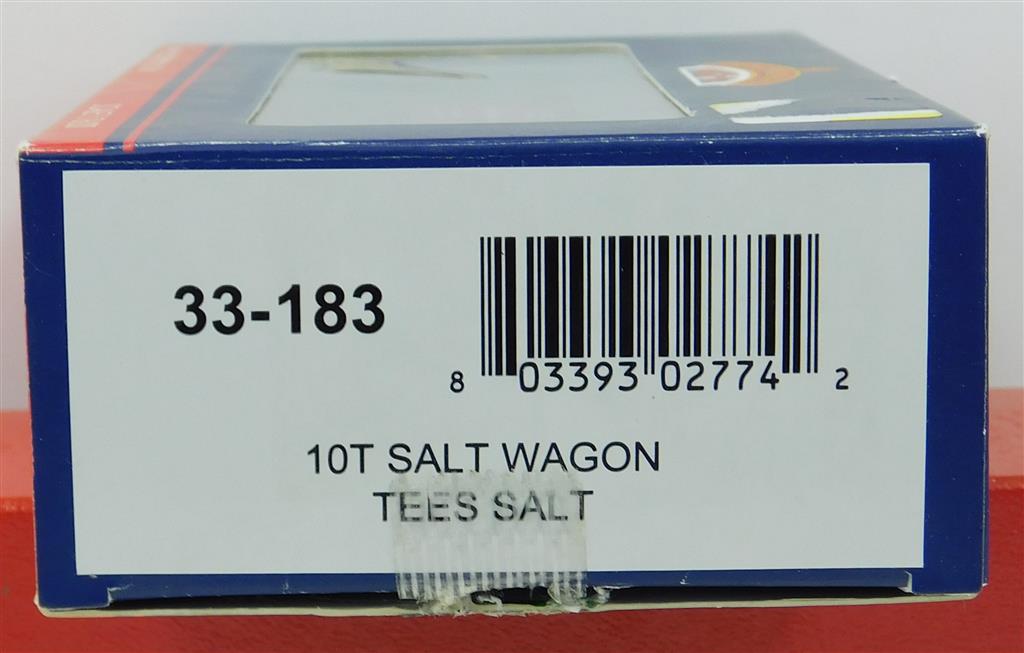 33-183
8 03393 02774 2
10T SALT WAGON
TEES SALT